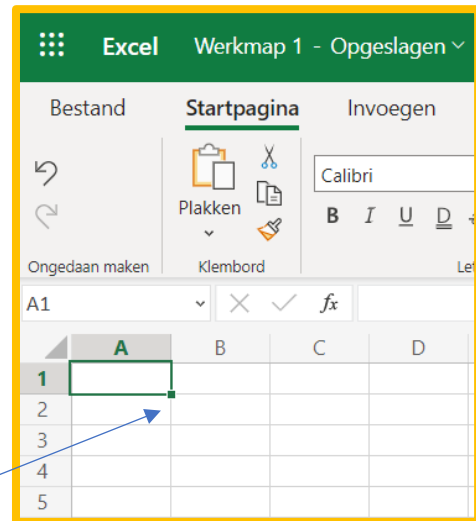 Excel Werkmap 1 - Opgeslagen
Bestand Startpagina Invoegen
Calibri
Plakken B I U D
Ongedaan maken Klembord
A1 fx
A B C D
1
2
3
4
5